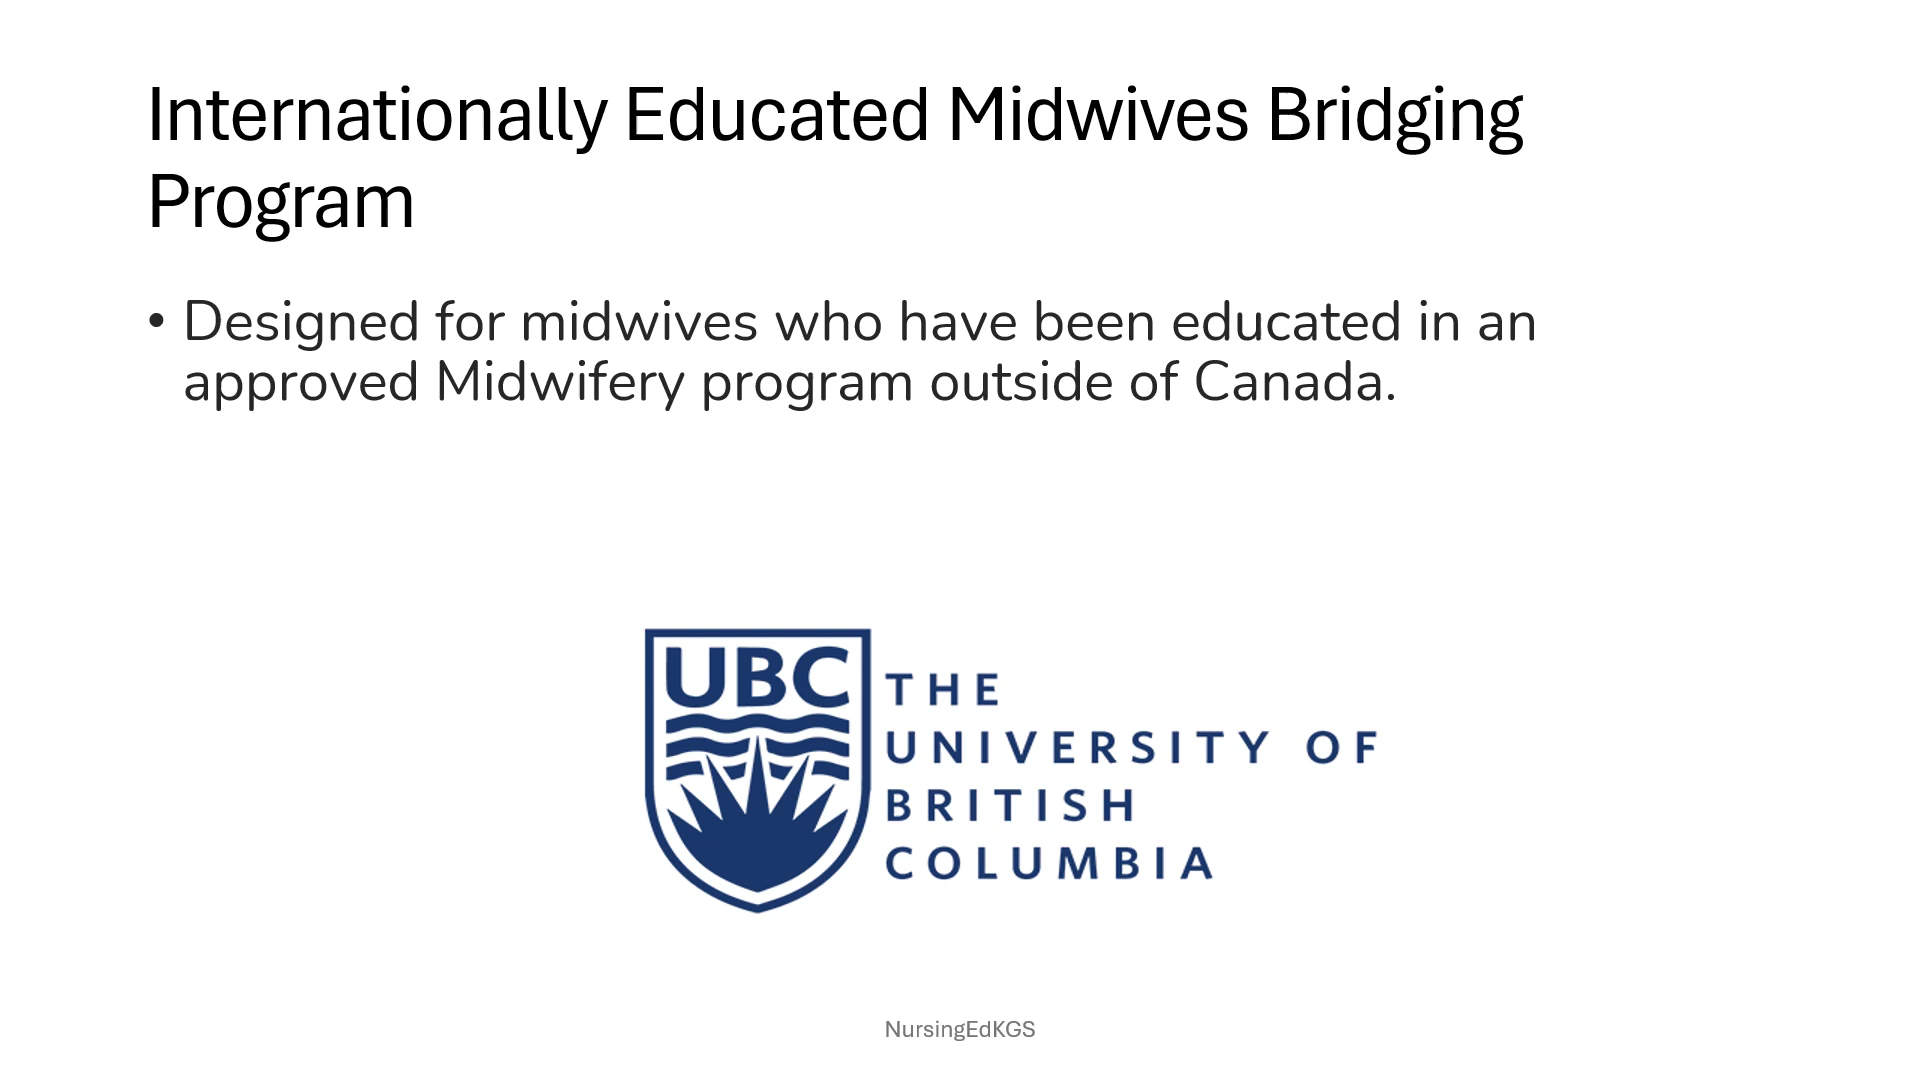 Internationally Educated Midwives Bridging
Program
• Designed for midwives who have been educated in an
approved Midwifery program outside of Canada.
UBC
THE
UNIVERSITY OF
BRITISH
COLUMBIA
NursingEdKGS